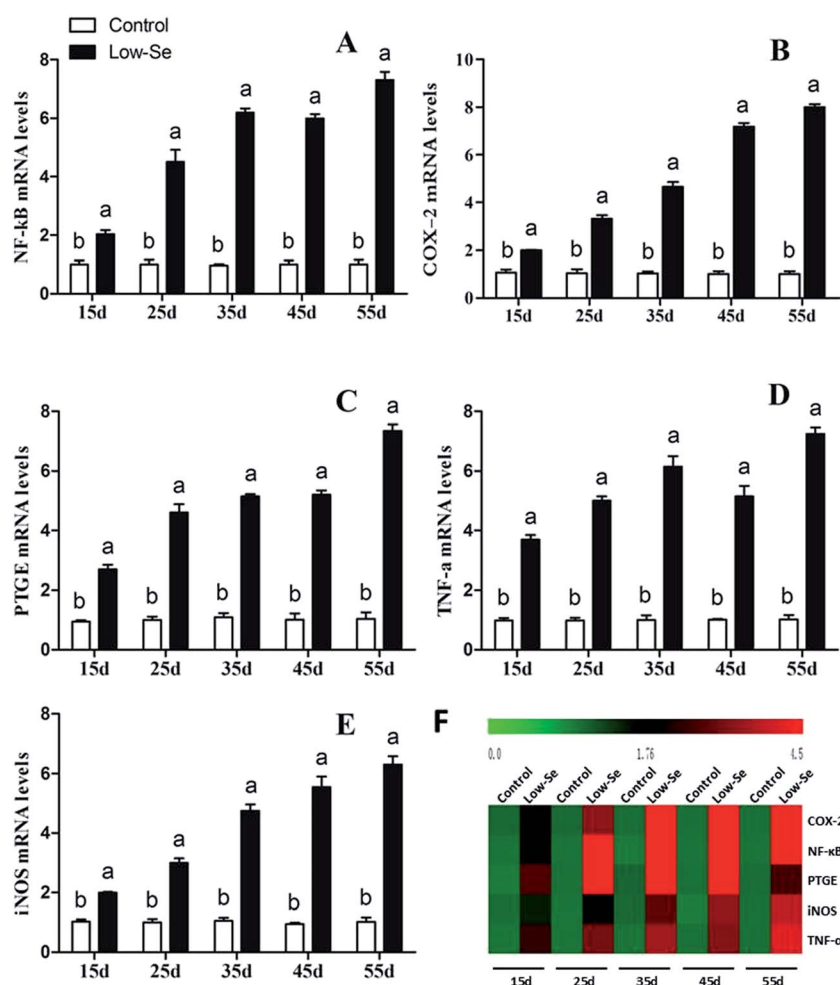 Control
Low-Se
A
NF-kB mRNA levels
8
6
4
2
0
a
a
a
a
a
b
b
b
b
b
15d 25d 35d 45d 55d
B
COX-2 mRNA levels
10
8
6
4
2
0
a
a
a
a
a
b
b
b
b
b
15d 25d 35d 45d 55d
C
PTGE mRNA levels
8
6
4
2
0
a
a
a
a
a
b
b
b
b
b
15d 25d 35d 45d 55d
D
TNF-a mRNA levels
8
6
4
2
0
a
a
a
a
a
b
b
b
b
b
15d 25d 35d 45d 55d
E
iNOS mRNA levels
8
6
4
2
0
a
a
a
a
a
b
b
b
b
b
15d 25d 35d 45d 55d
F
0.0 1.76 4.5
Control Low-Se Control Low-Se Control Low-Se Control Low-Se Control Low-Se
COX-2
NF-κB
PTGE
iNOS
TNF-α
15d 25d 35d 45d 55d